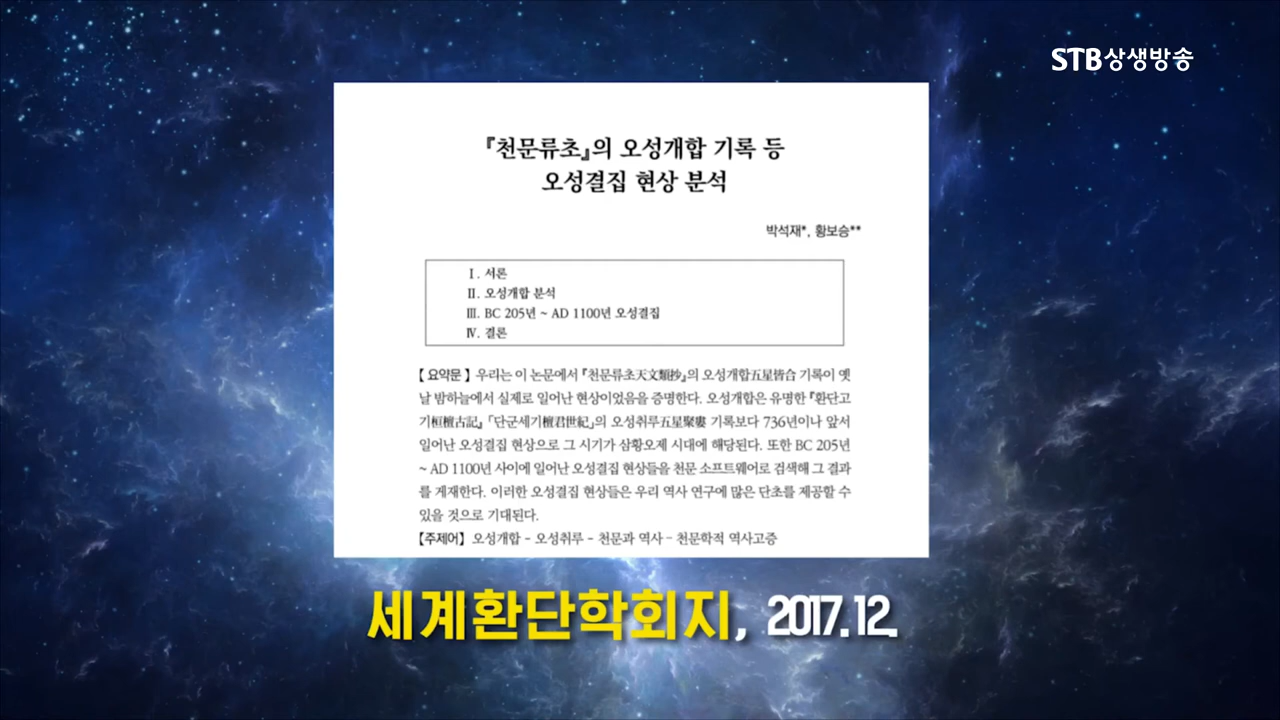 STB상생방송
『천문류초』의 오성개합 기록 등
오성결집 현상 분석
박석재*, 황보승**
Ⅰ. 서론
Ⅱ. 오성개합 분석
Ⅲ. BC 205년 ~ AD 1100년 오성결집
Ⅳ. 결론
【 요약문 】 우리는 이 논문에서 『천문류초天文類抄』의 오성개합五星皆合 기록이 옛
날 밤하늘에서 실제로 일어난 현상이었음을 증명한다. 오성개합은 유명한 『환단고
기桓檀古記』 「단군세기檀君世紀」의 오성취루五星聚婁 기록보다 736년이나 앞서
일어난 오성결집 현상으로 그 시기가 삼황오제 시대에 해당된다. 또한 BC 205년
~ AD 1100년 사이에 일어난 오성결집 현상들을 천문 소프트웨어로 검색해 그 결과
를 게재한다. 이러한 오성결집 현상들은 우리 역사 연구에 많은 단초를 제공할 수
있을 것으로 기대된다.
【주제어】 오성개합 - 오성취루 - 천문과 역사 - 천문학적 역사고증
세계환단학회지, 2017.12.